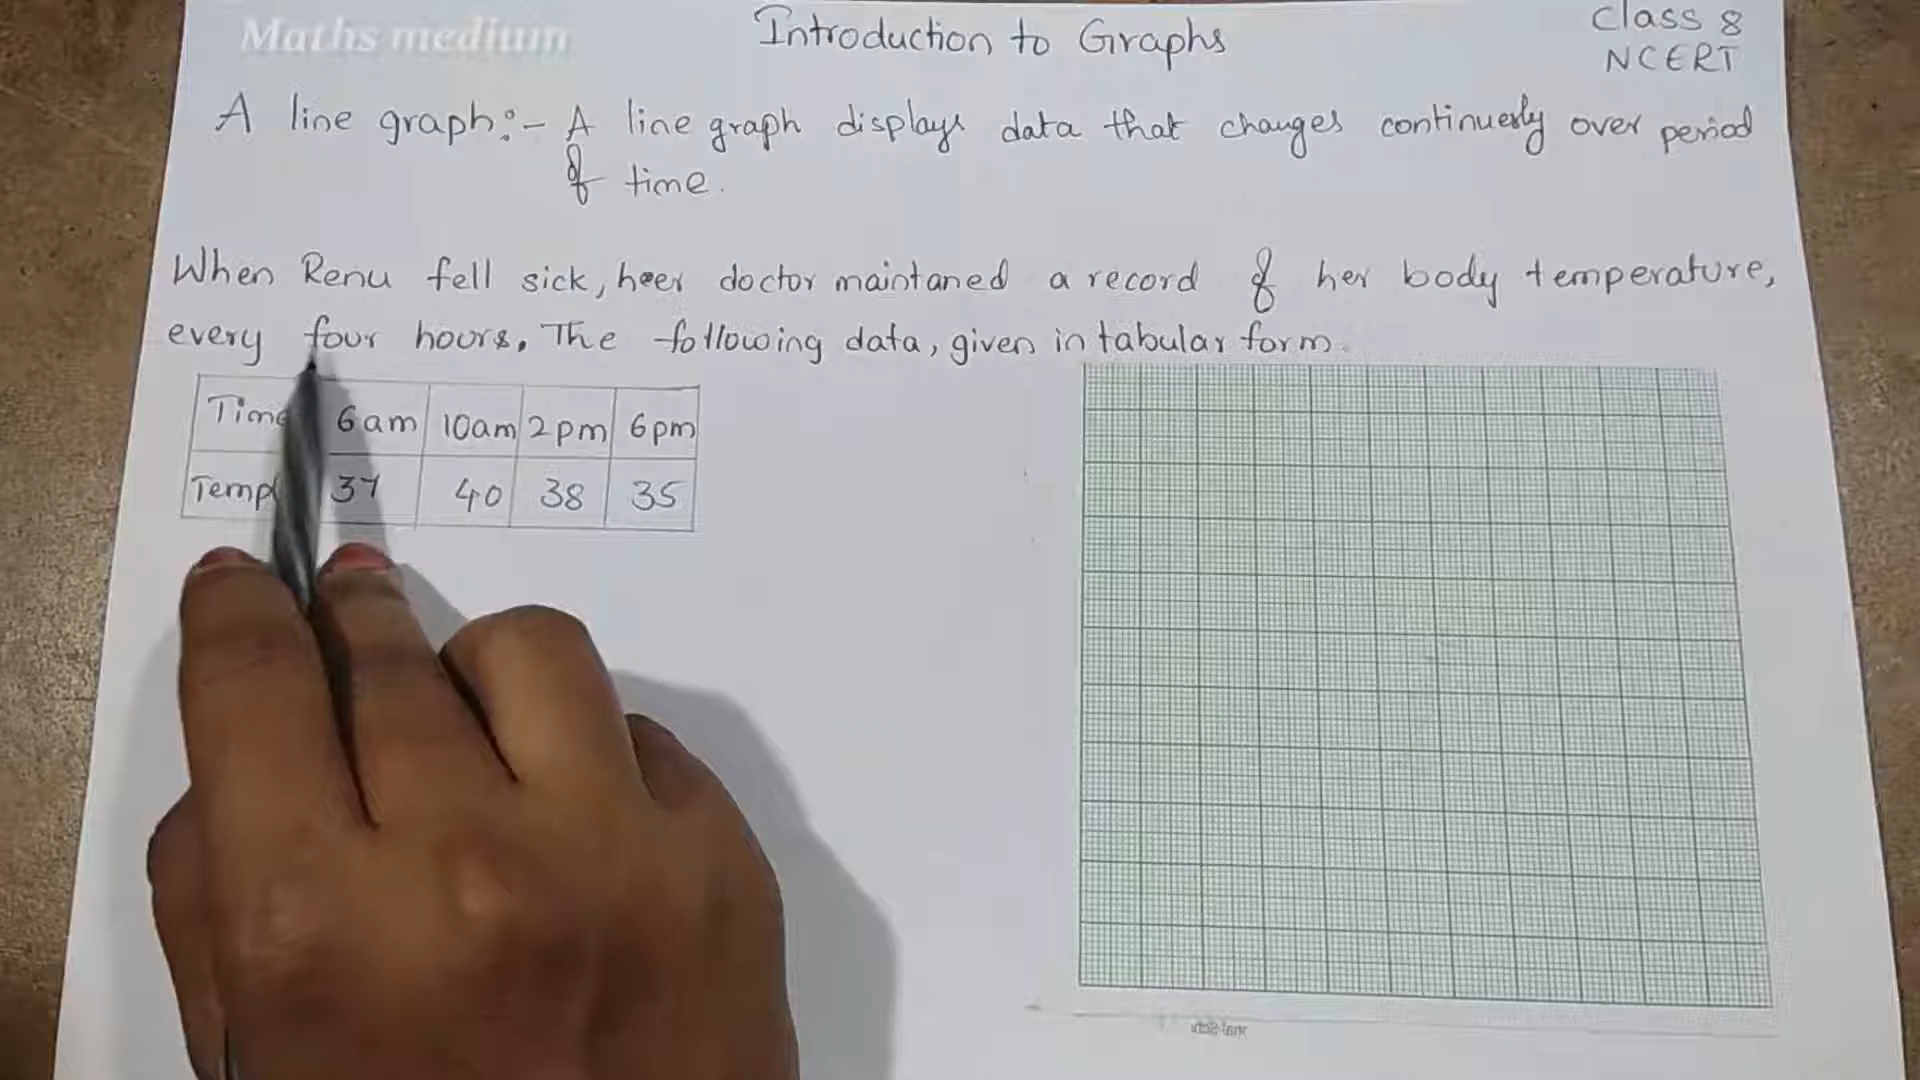 Maths medium
Introduction to Graphs
Class 8
NCERT
A line graph:- A line graph displays data that changes continuesly over period
of time.
When Renu fell sick, heer doctor maintaned a record of her body temperature,
every four hours. The following data, given in tabular form.
Time 6am 10am 2pm 6pm
Temp 37 40 38 35